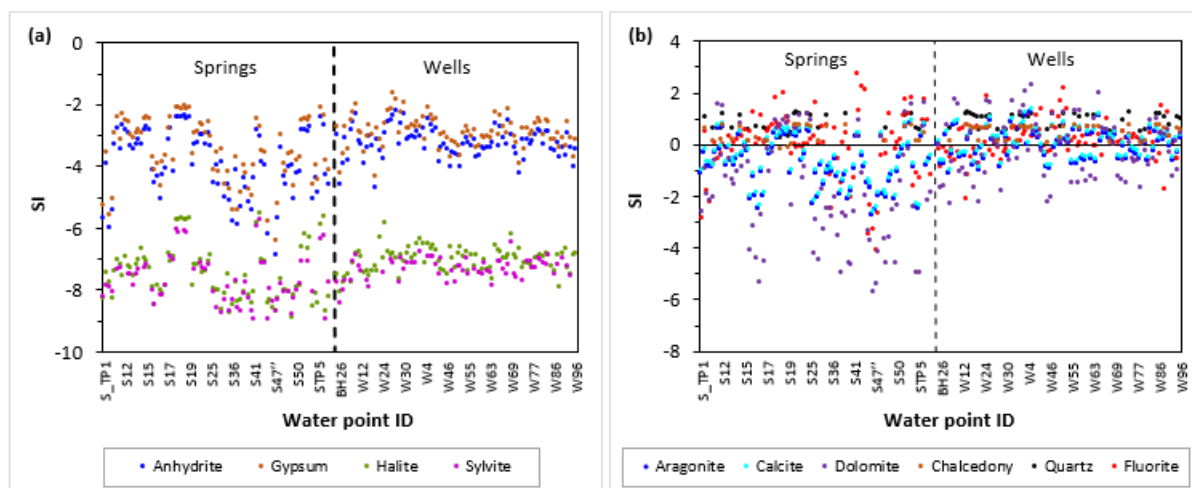 (a)
0
-2
-4
-6
-8
-10
SI
Springs
Wells
S_TP1
S12
S15
S17
S19
S25
S36
S41
S47′′
S50
STP5
BH26
W12
W24
W30
W4
W46
W55
W63
W69
W77
W86
W96
Water point ID
Anhydrite Gypsum Halite Sylvite
(b)
4
2
0
-2
-4
-6
-8
SI
Springs
Wells
S_TP1
S12
S15
S17
S19
S25
S36
S41
S47′′
S50
STP5
BH26
W12
W24
W30
W4
W46
W55
W63
W69
W77
W86
W96
Water point ID
Aragonite Calcite Dolomite Chalcedony Quartz Fluorite